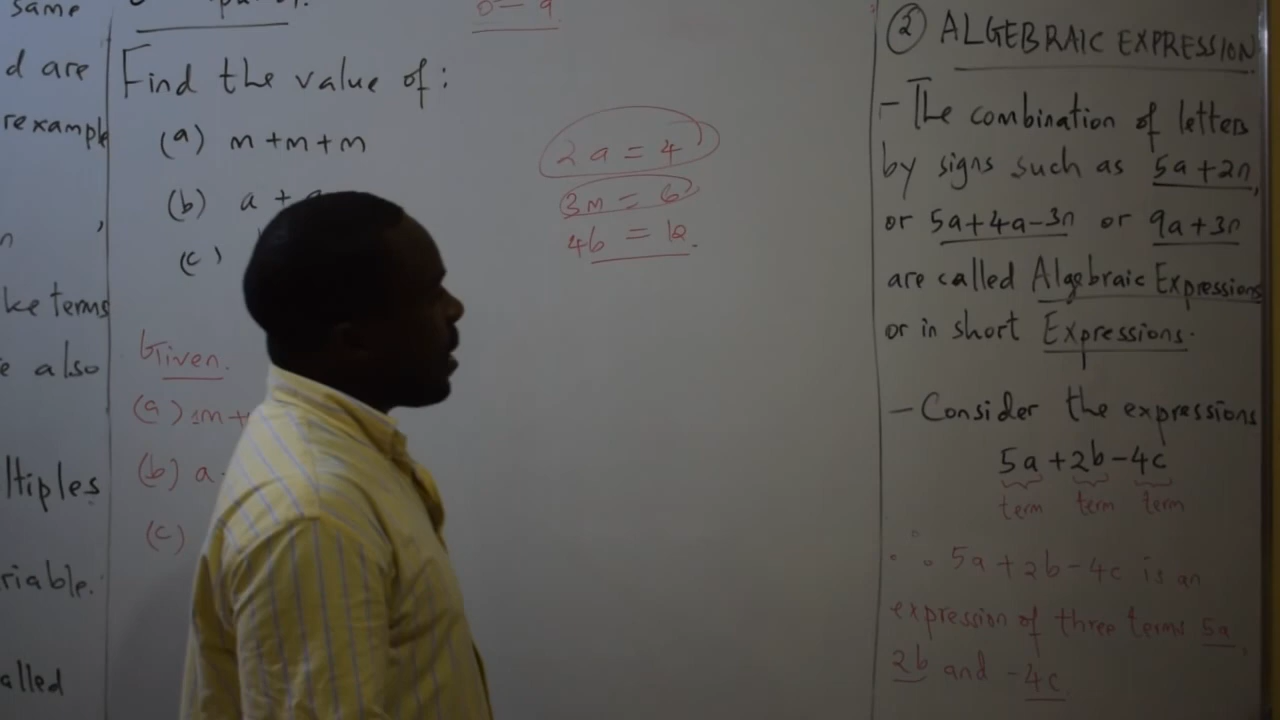 same
d are
ke terms
e also
ltiples
riable.
alled
Find the value of :
(a) m+m+m
(b) a +
(c)
Given.
(a) m+
(b) a
(c)
2a = 4
3m = 6
4b =
② ALGEBRAIC EXPRESSION
- The combination of letters
by signs such as 5a+2n,
or 5a+4a-3n or 9a+3n
are called Algebraic Expressions
or in short Expressions.
- Consider the expressions
5a +2b-4c
term term term
∴ 5a+2b-4c is an
expression of three terms 5a,
2b and -4c